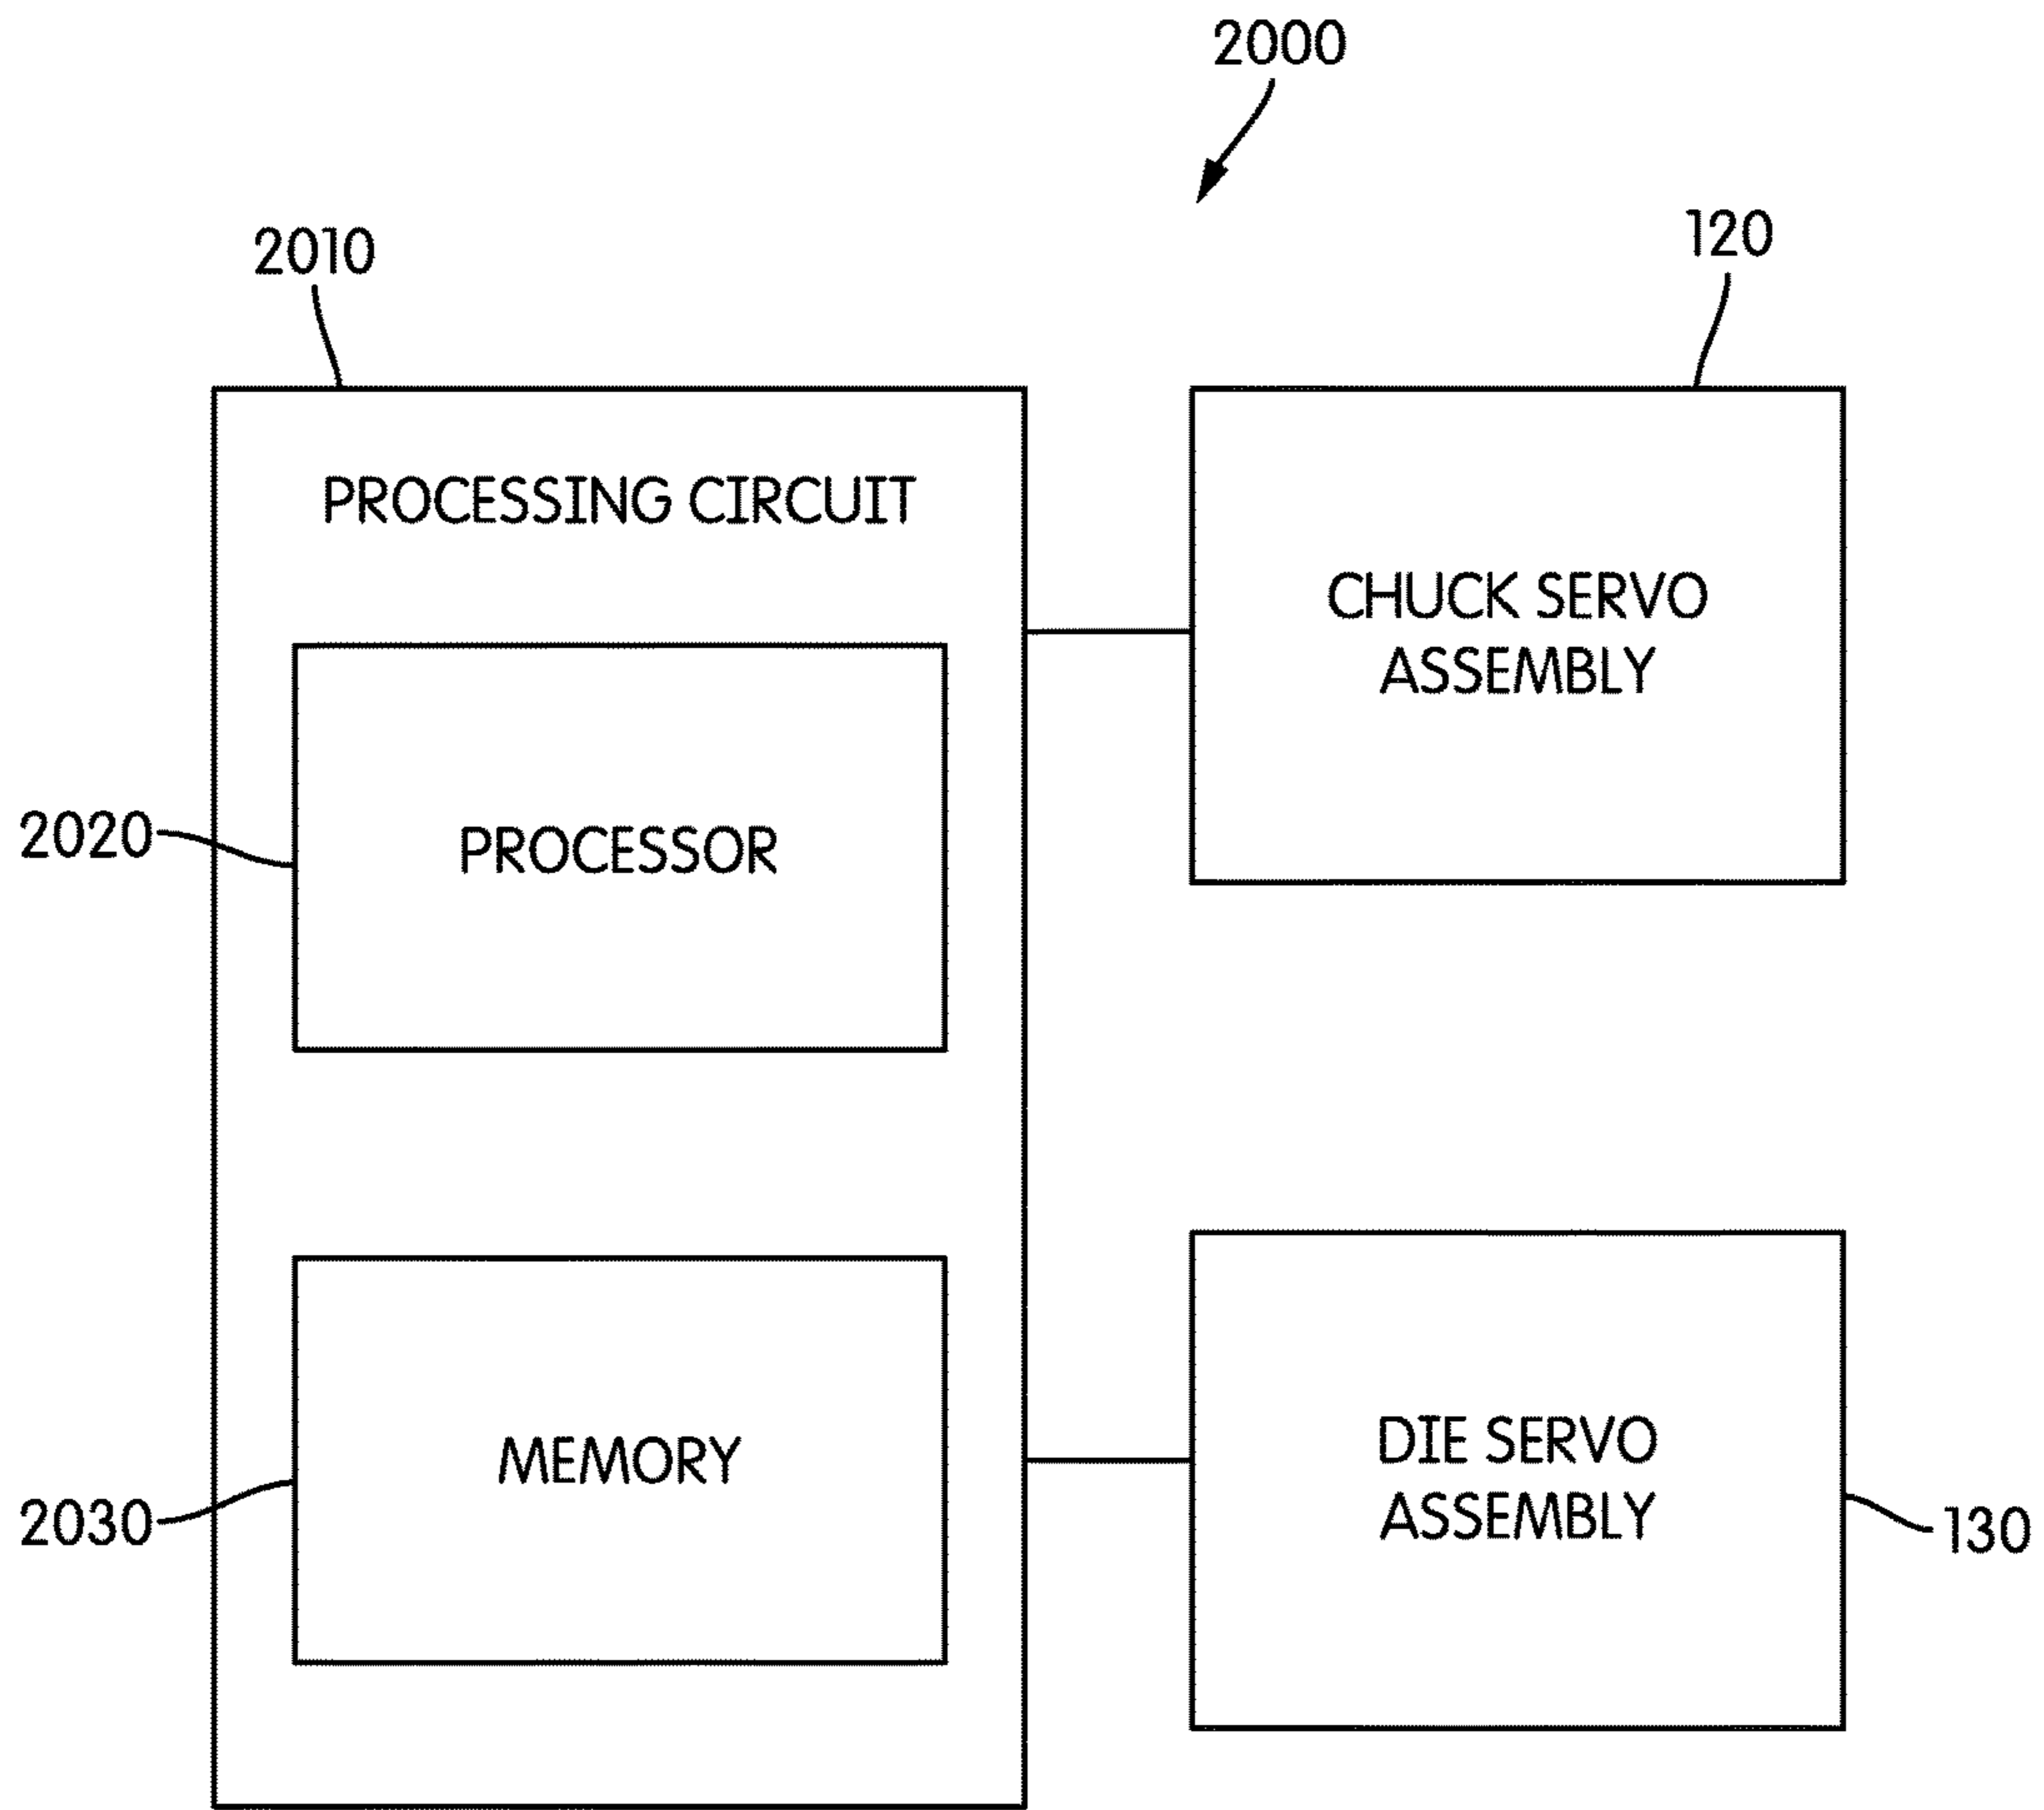 2000
2010
120
PROCESSING CIRCUIT
CHUCK SERVO
ASSEMBLY
2020
PROCESSOR
DIE SERVO
ASSEMBLY
MEMORY
2030
130